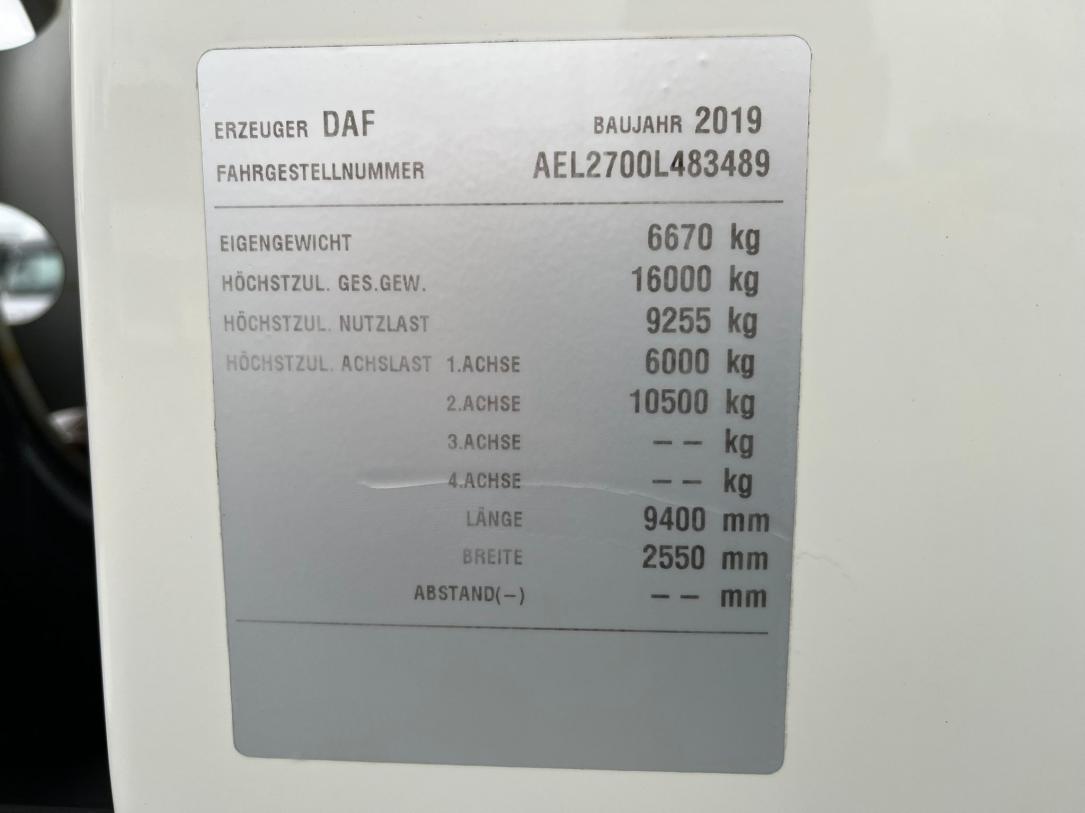 ERZEUGER DAF BAUJAHR 2019
FAHRGESTELLNUMMER AEL2700L483489
EIGENGEWICHT 6670 kg
HÖCHSTZUL. GES.GEW. 16000 kg
HÖCHSTZUL. NUTZLAST 9255 kg
HÖCHSTZUL. ACHSLAST 1.ACHSE 6000 kg
2.ACHSE 10500 kg
3.ACHSE -- kg
4.ACHSE -- kg
LÄNGE 9400 mm
BREITE 2550 mm
ABSTAND(-) -- mm